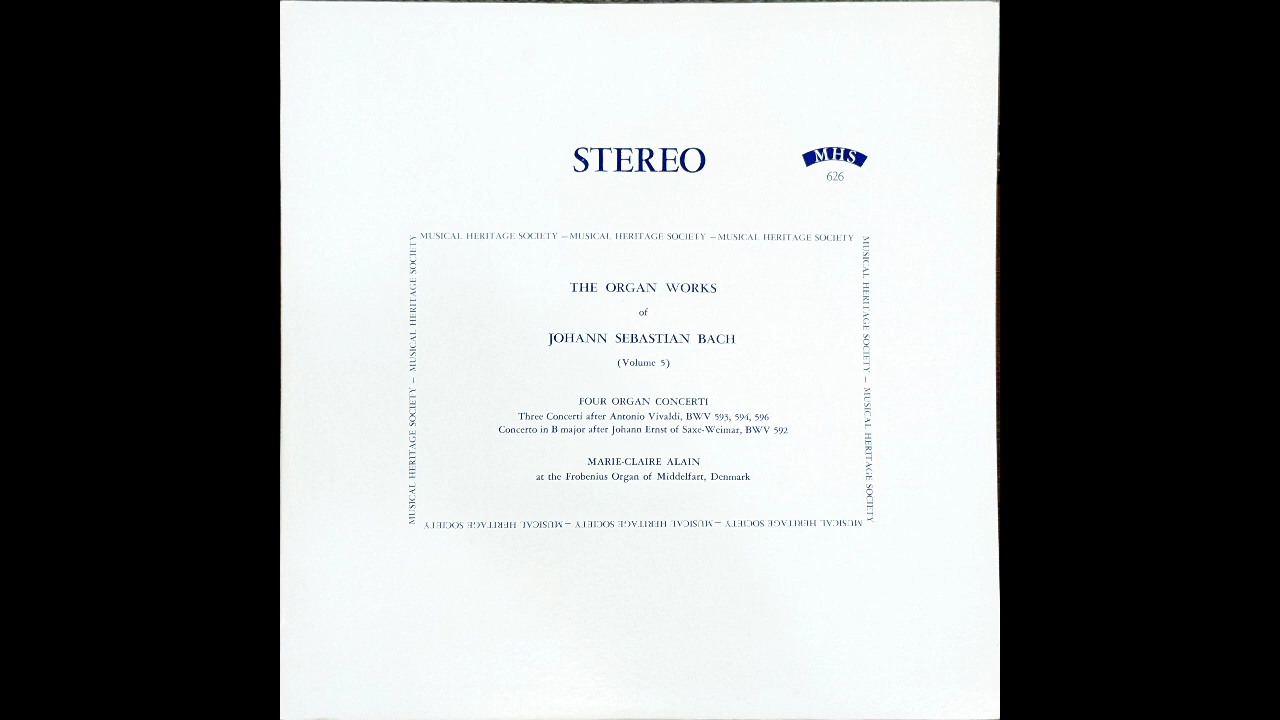 STEREO
MHS
626
MUSICAL HERITAGE SOCIETY — MUSICAL HERITAGE SOCIETY — MUSICAL HERITAGE SOCIETY
MUSICAL HERITAGE SOCIETY — MUSICAL HERITAGE SOCIETY
MUSICAL HERITAGE SOCIETY — MUSICAL HERITAGE SOCIETY
THE ORGAN WORKS
of
JOHANN SEBASTIAN BACH
(Volume 5)
FOUR ORGAN CONCERTI
Three Concerti after Antonio Vivaldi, BWV 593, 594, 596
Concerto in B major after Johann Ernst of Saxe-Weimar, BWV 592
MARIE-CLAIRE ALAIN
at the Frobenius Organ of Middelfart, Denmark
MUSICAL HERITAGE SOCIETY — MUSICAL HERITAGE SOCIETY — MUSICAL HERITAGE SOCIETY